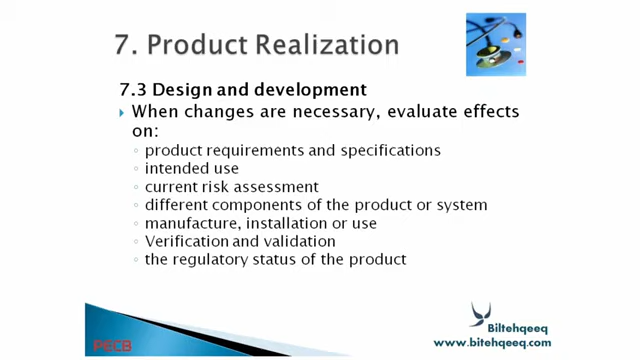 7. Product Realization
7.3 Design and development
When changes are necessary, evaluate effects
on:
product requirements and specifications
intended use
current risk assessment
different components of the product or system
manufacture, installation or use
Verification and validation
the regulatory status of the product
PECB
Biltehqeeq
www.bitehqeeq.com